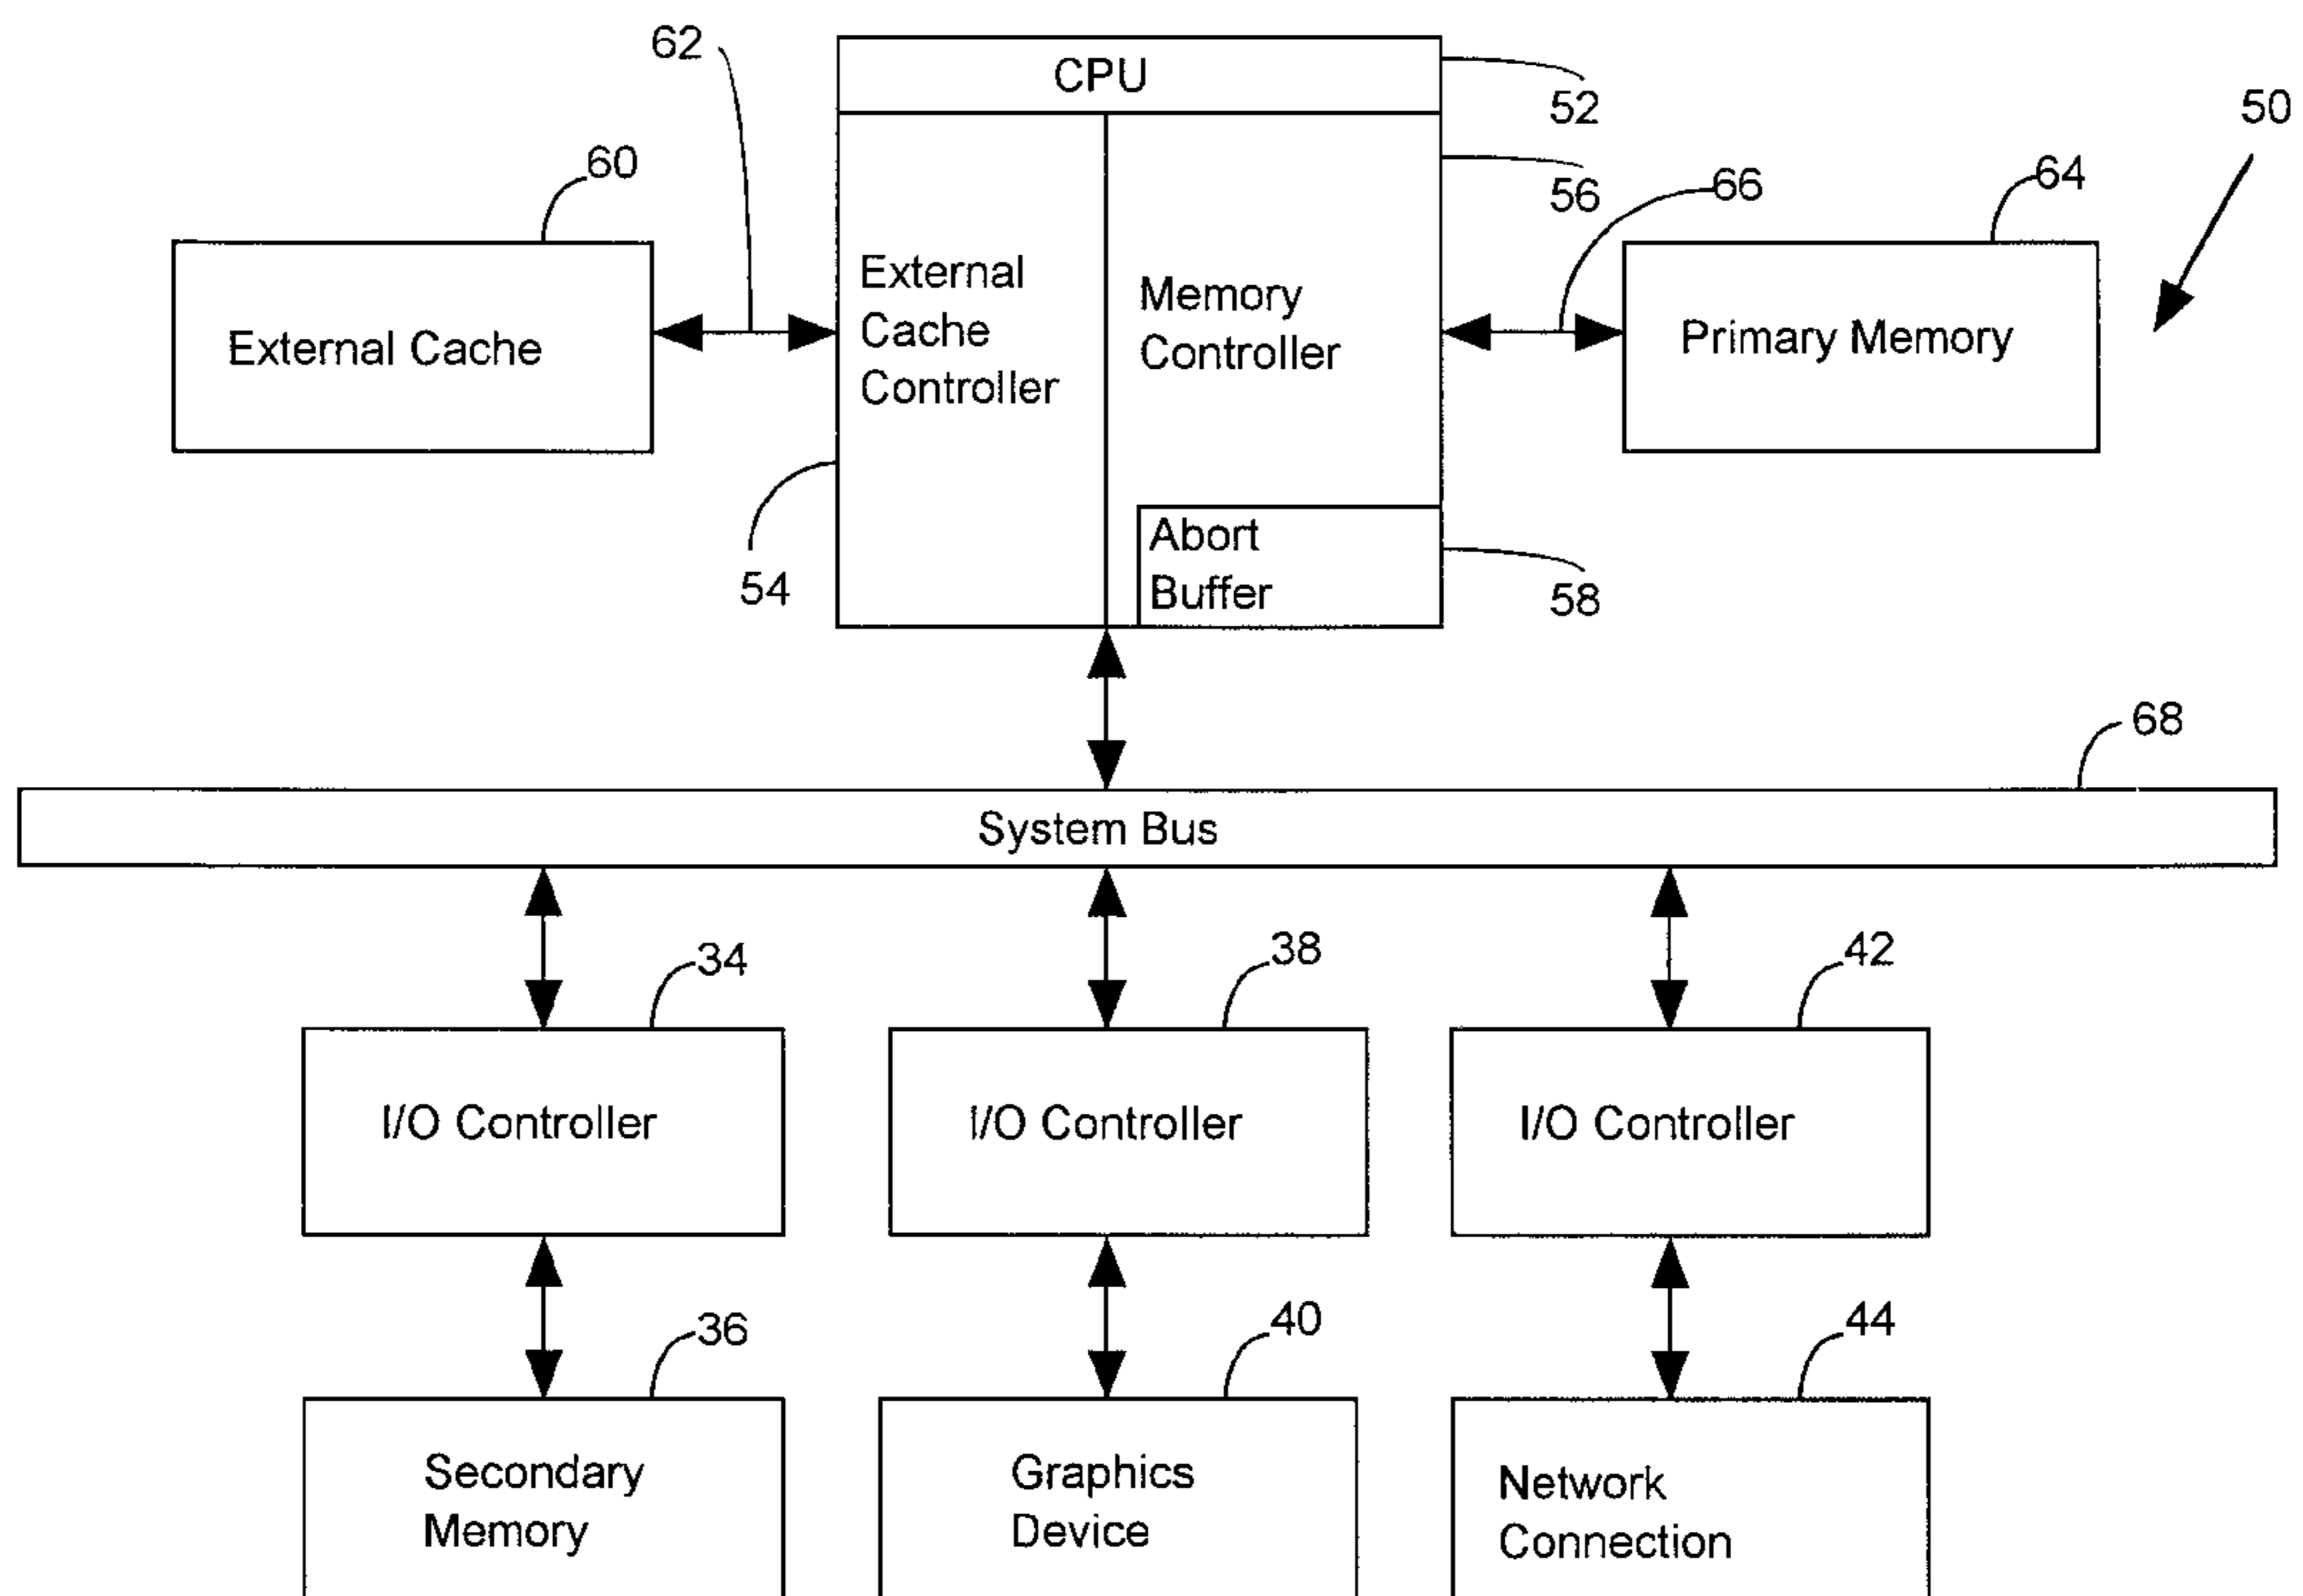 62
CPU
52
50
60
56
66
64
External Cache
External
Cache
Controller
Memory
Controller
Primary Memory
54
Abort
Buffer
58
68
System Bus
34
38
42
I/O Controller
I/O Controller
I/O Controller
36
40
44
Secondary
Memory
Graphics
Device
Network
Connection